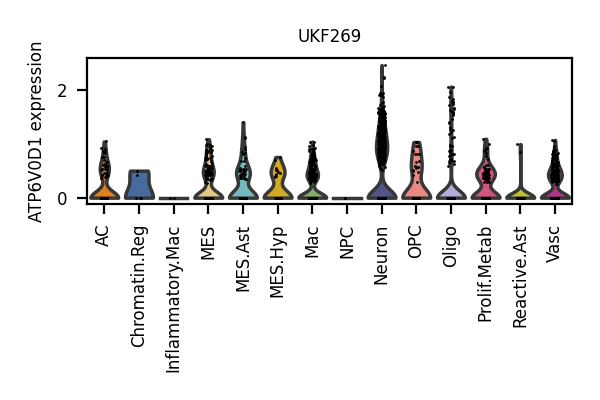 UKF269
ATP6V0D1 expression
2
0
AC
Chromatin.Reg
Inflammatory.Mac
MES
MES.Ast
MES.Hyp
Mac
NPC
Neuron
OPC
Oligo
Prolif.Metab
Reactive.Ast
Vasc